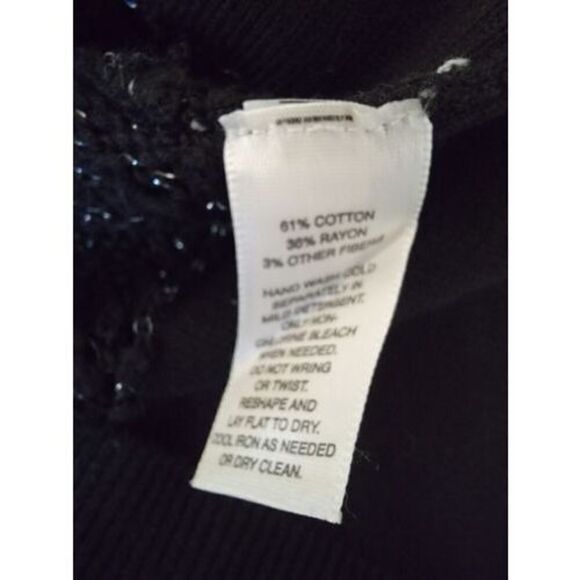 61% COTTON
36% RAYON
3% OTHER FIBERS
HAND WASH COLD
SEPARATELY IN
MILD DETERGENT.
ONLY NON-
CHLORINE BLEACH
WHEN NEEDED.
DO NOT WRING
OR TWIST.
RESHAPE AND
LAY FLAT TO DRY.
COOL IRON AS NEEDED
OR DRY CLEAN.